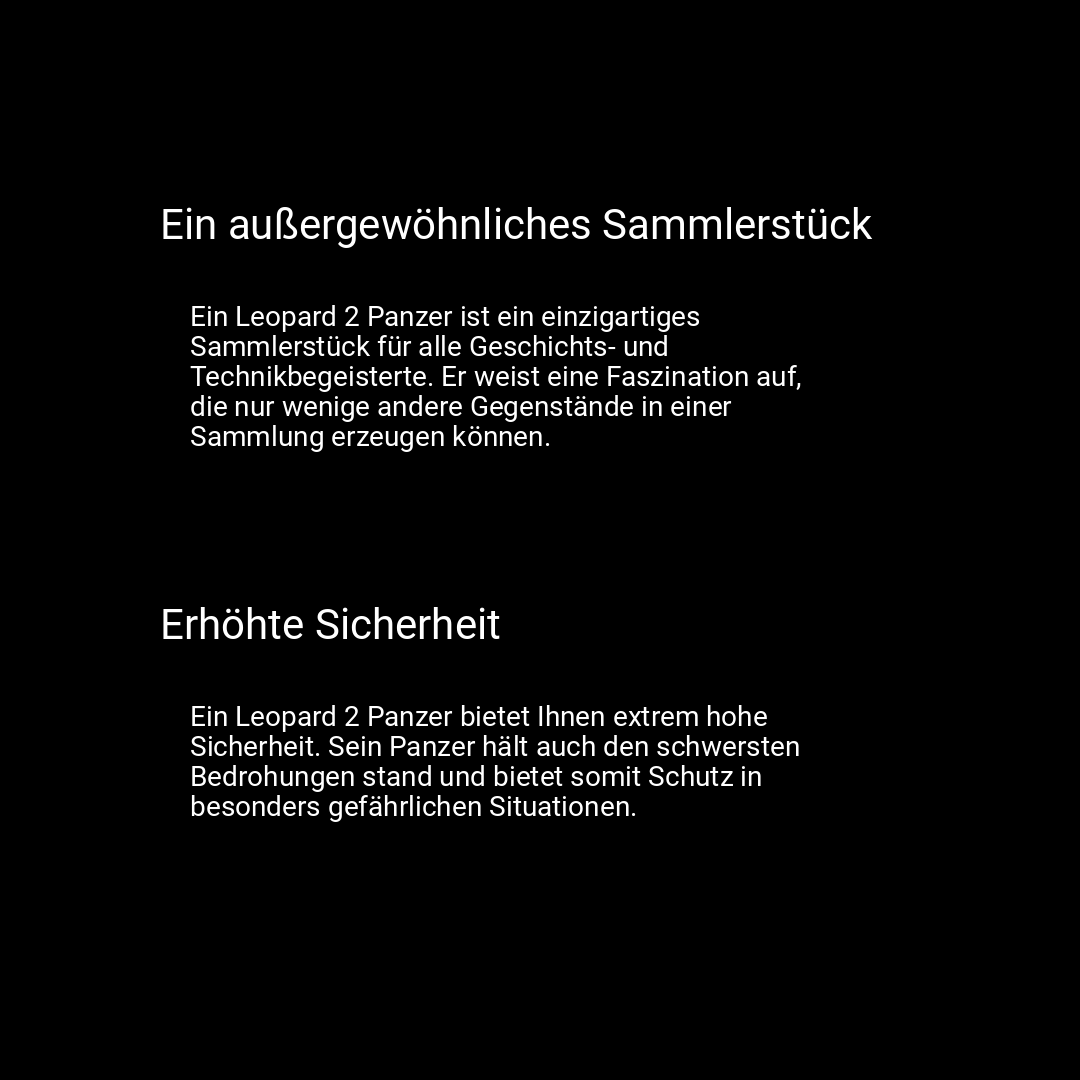 Ein außergewöhnliches Sammlerstück
Ein Leopard 2 Panzer ist ein einzigartiges
Sammlerstück für alle Geschichts- und
Technikbegeisterte. Er weist eine Faszination auf,
die nur wenige andere Gegenstände in einer
Sammlung erzeugen können.
Erhöhte Sicherheit
Ein Leopard 2 Panzer bietet Ihnen extrem hohe
Sicherheit. Sein Panzer hält auch den schwersten
Bedrohungen stand und bietet somit Schutz in
besonders gefährlichen Situationen.